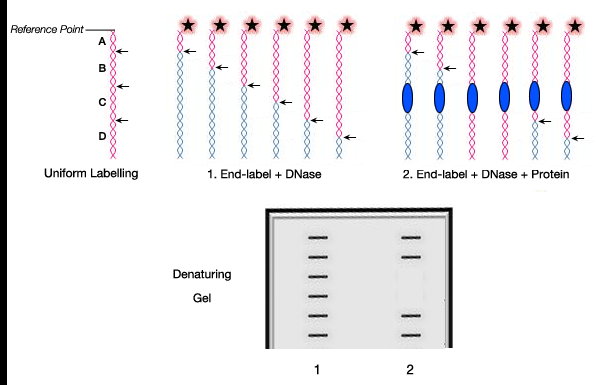 Reference Point
A
B
C
D
Uniform Labelling
1. End-label + DNase
2. End-label + DNase + Protein
Denaturing
Gel
1 2